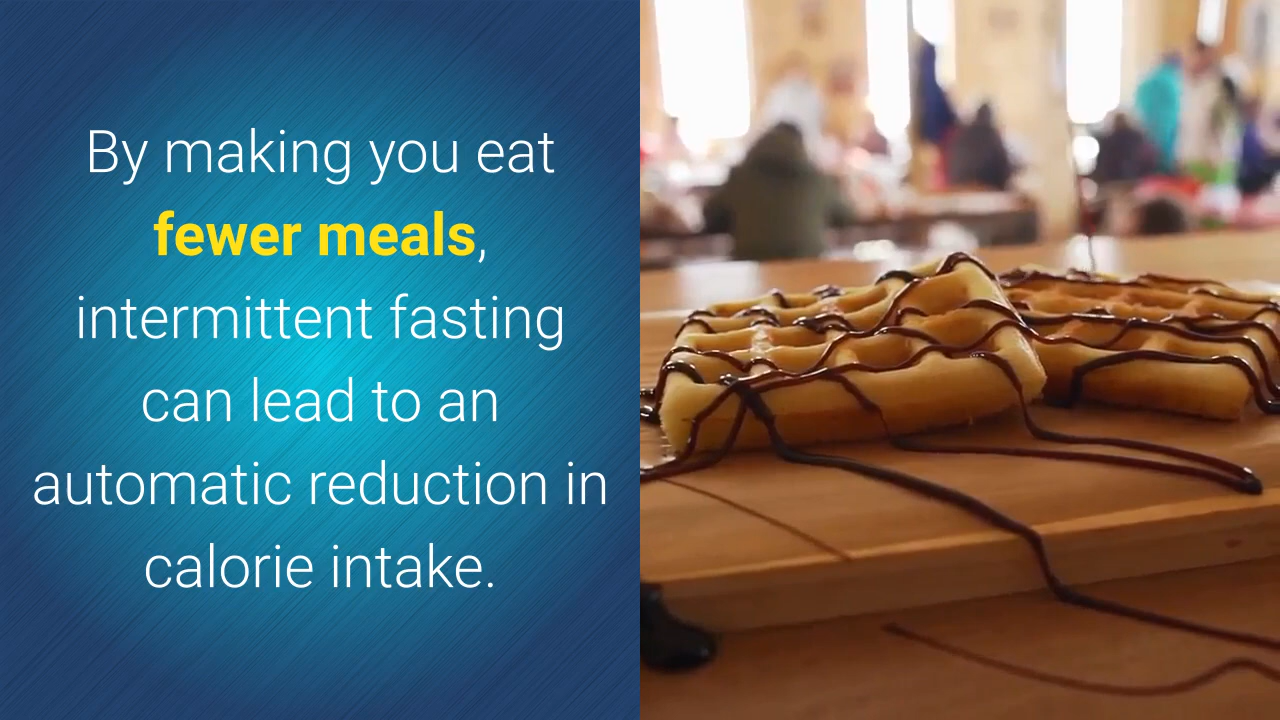 By making you eat
fewer meals,
intermittent fasting
can lead to an
automatic reduction in
calorie intake.